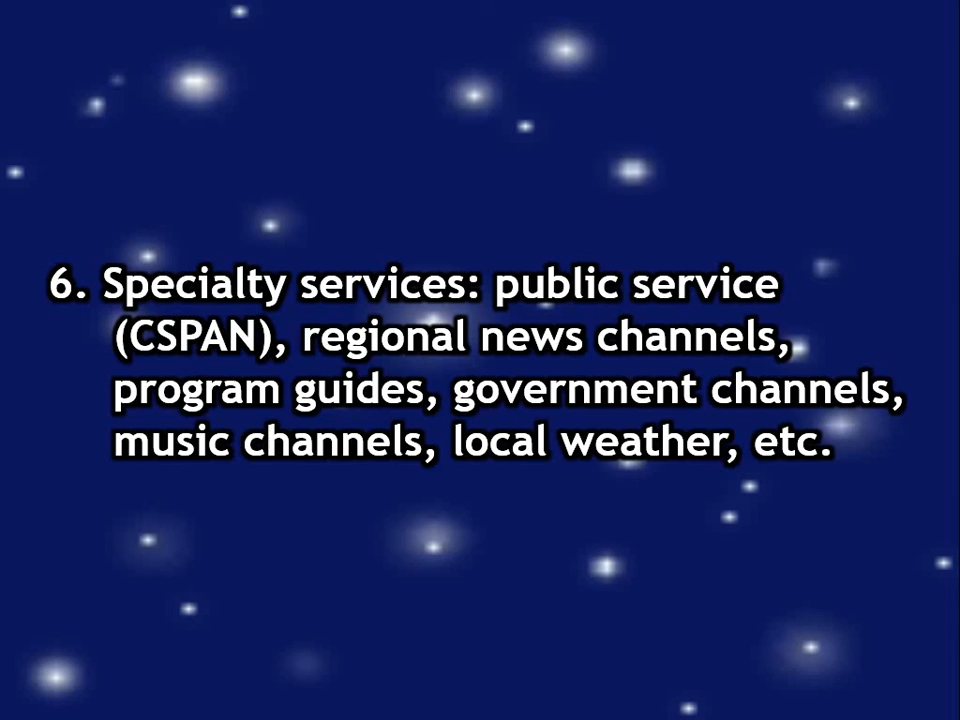 6. Specialty services: public service
(CSPAN), regional news channels,
program guides, government channels,
music channels, local weather, etc.